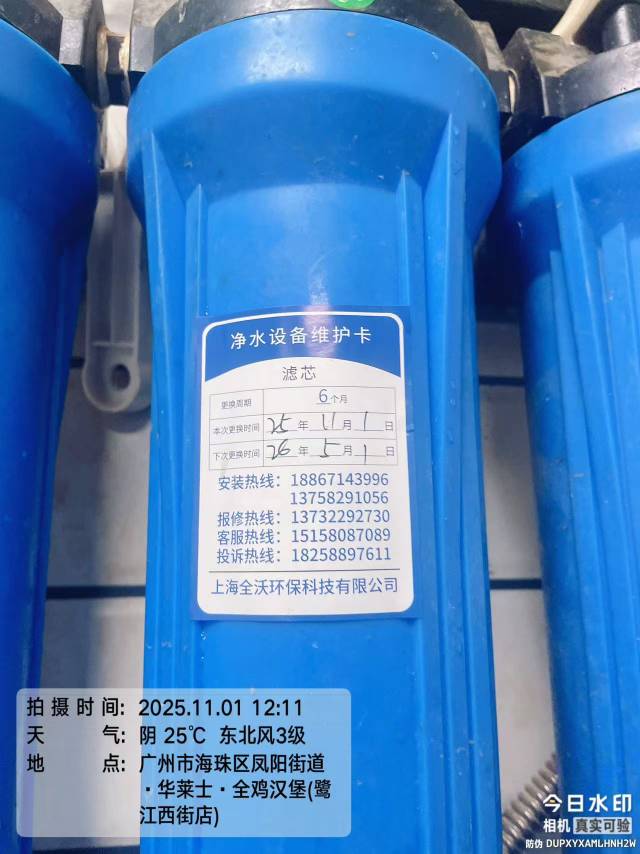 净水设备维护卡
滤芯
更换周期 6个月
本次更换时间 25年11月1日
下次更换时间 26年5月1日
安装热线：18867143996
13758291056
报修热线：13732292730
客服热线：15158087089
投诉热线：18258897611
上海全沃环保科技有限公司
拍摄时间：2025.11.01 12:11
天气：阴 25℃ 东北风3级
地点：广州市海珠区凤阳街道
·华莱士·全鸡汉堡(鹭
江西街店)
今日水印
相机 真实可验
防伪 DUPXYXAMLHNH2W